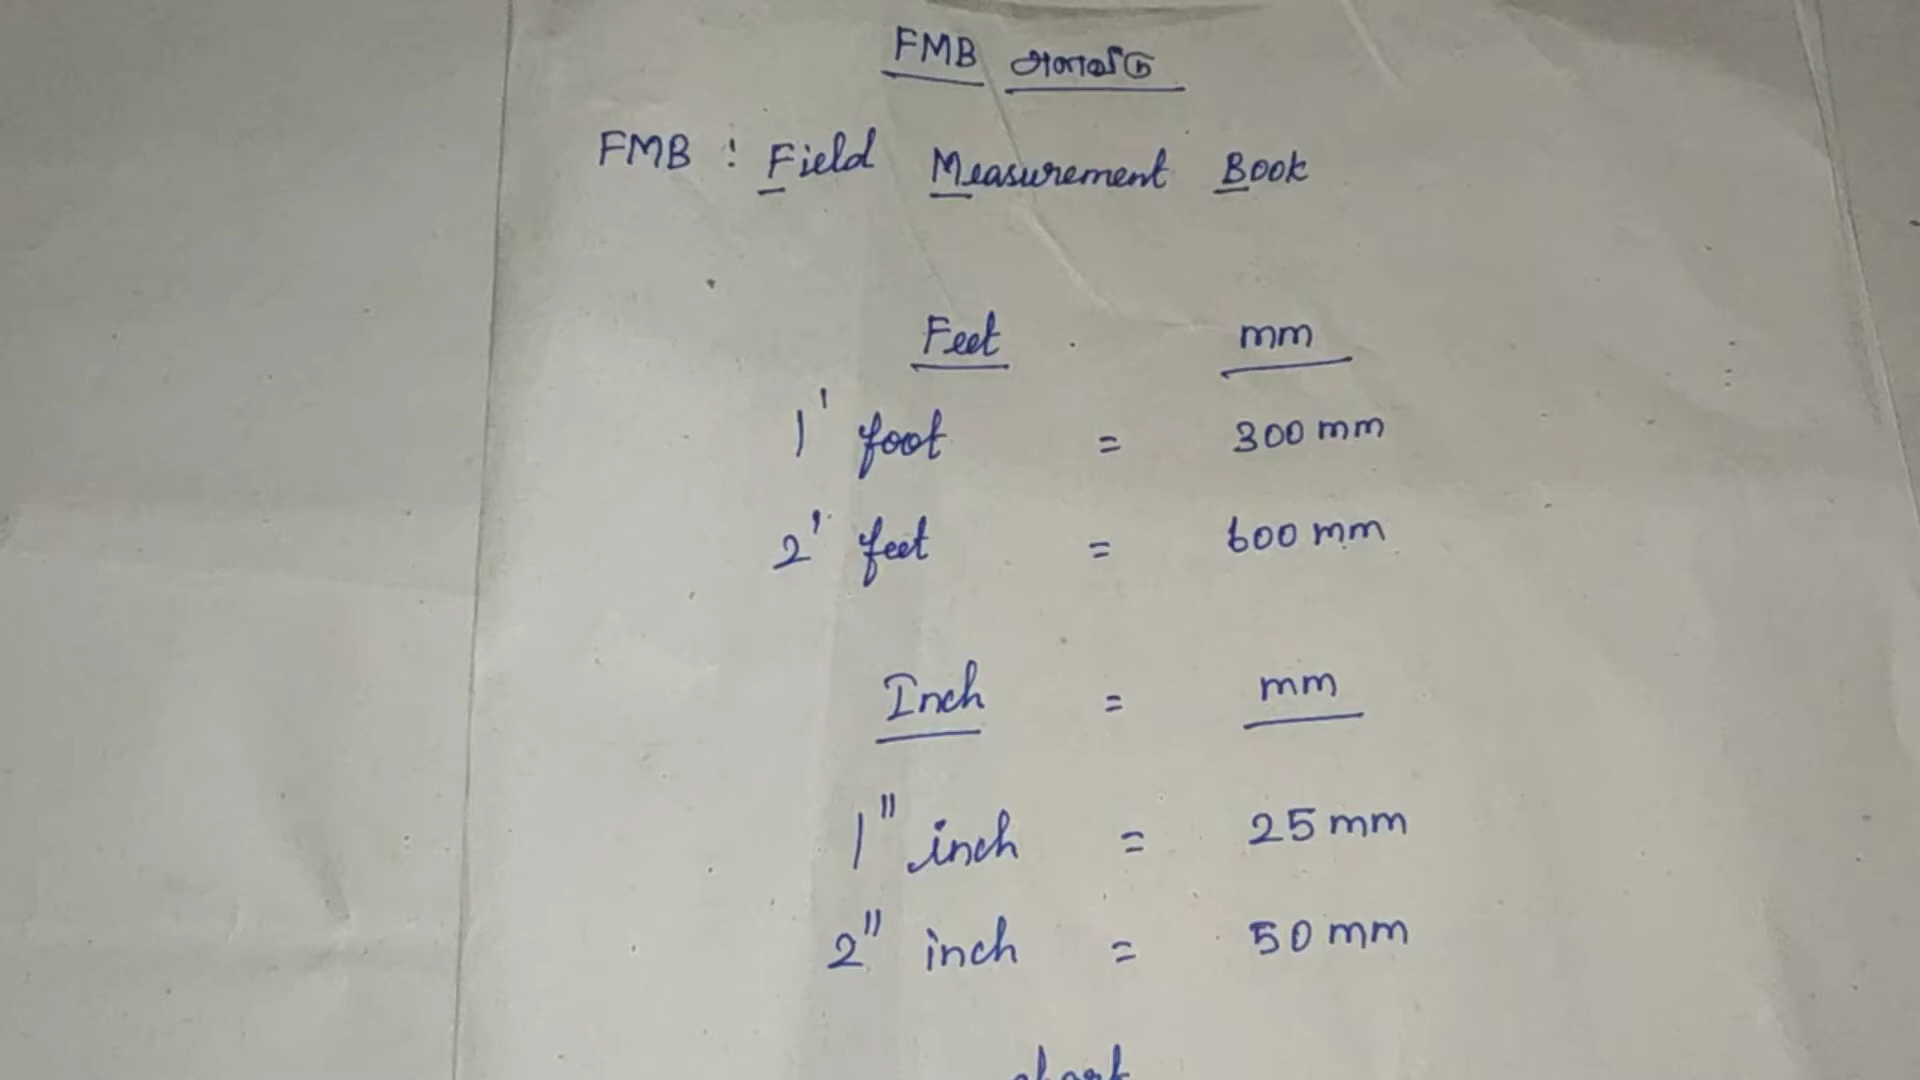 FMB அளவீடு
FMB : Field Measurement Book
Feet mm
1' foot = 300 mm
2' feet = 600 mm
Inch = mm
1" inch = 25 mm
2" inch = 50 mm